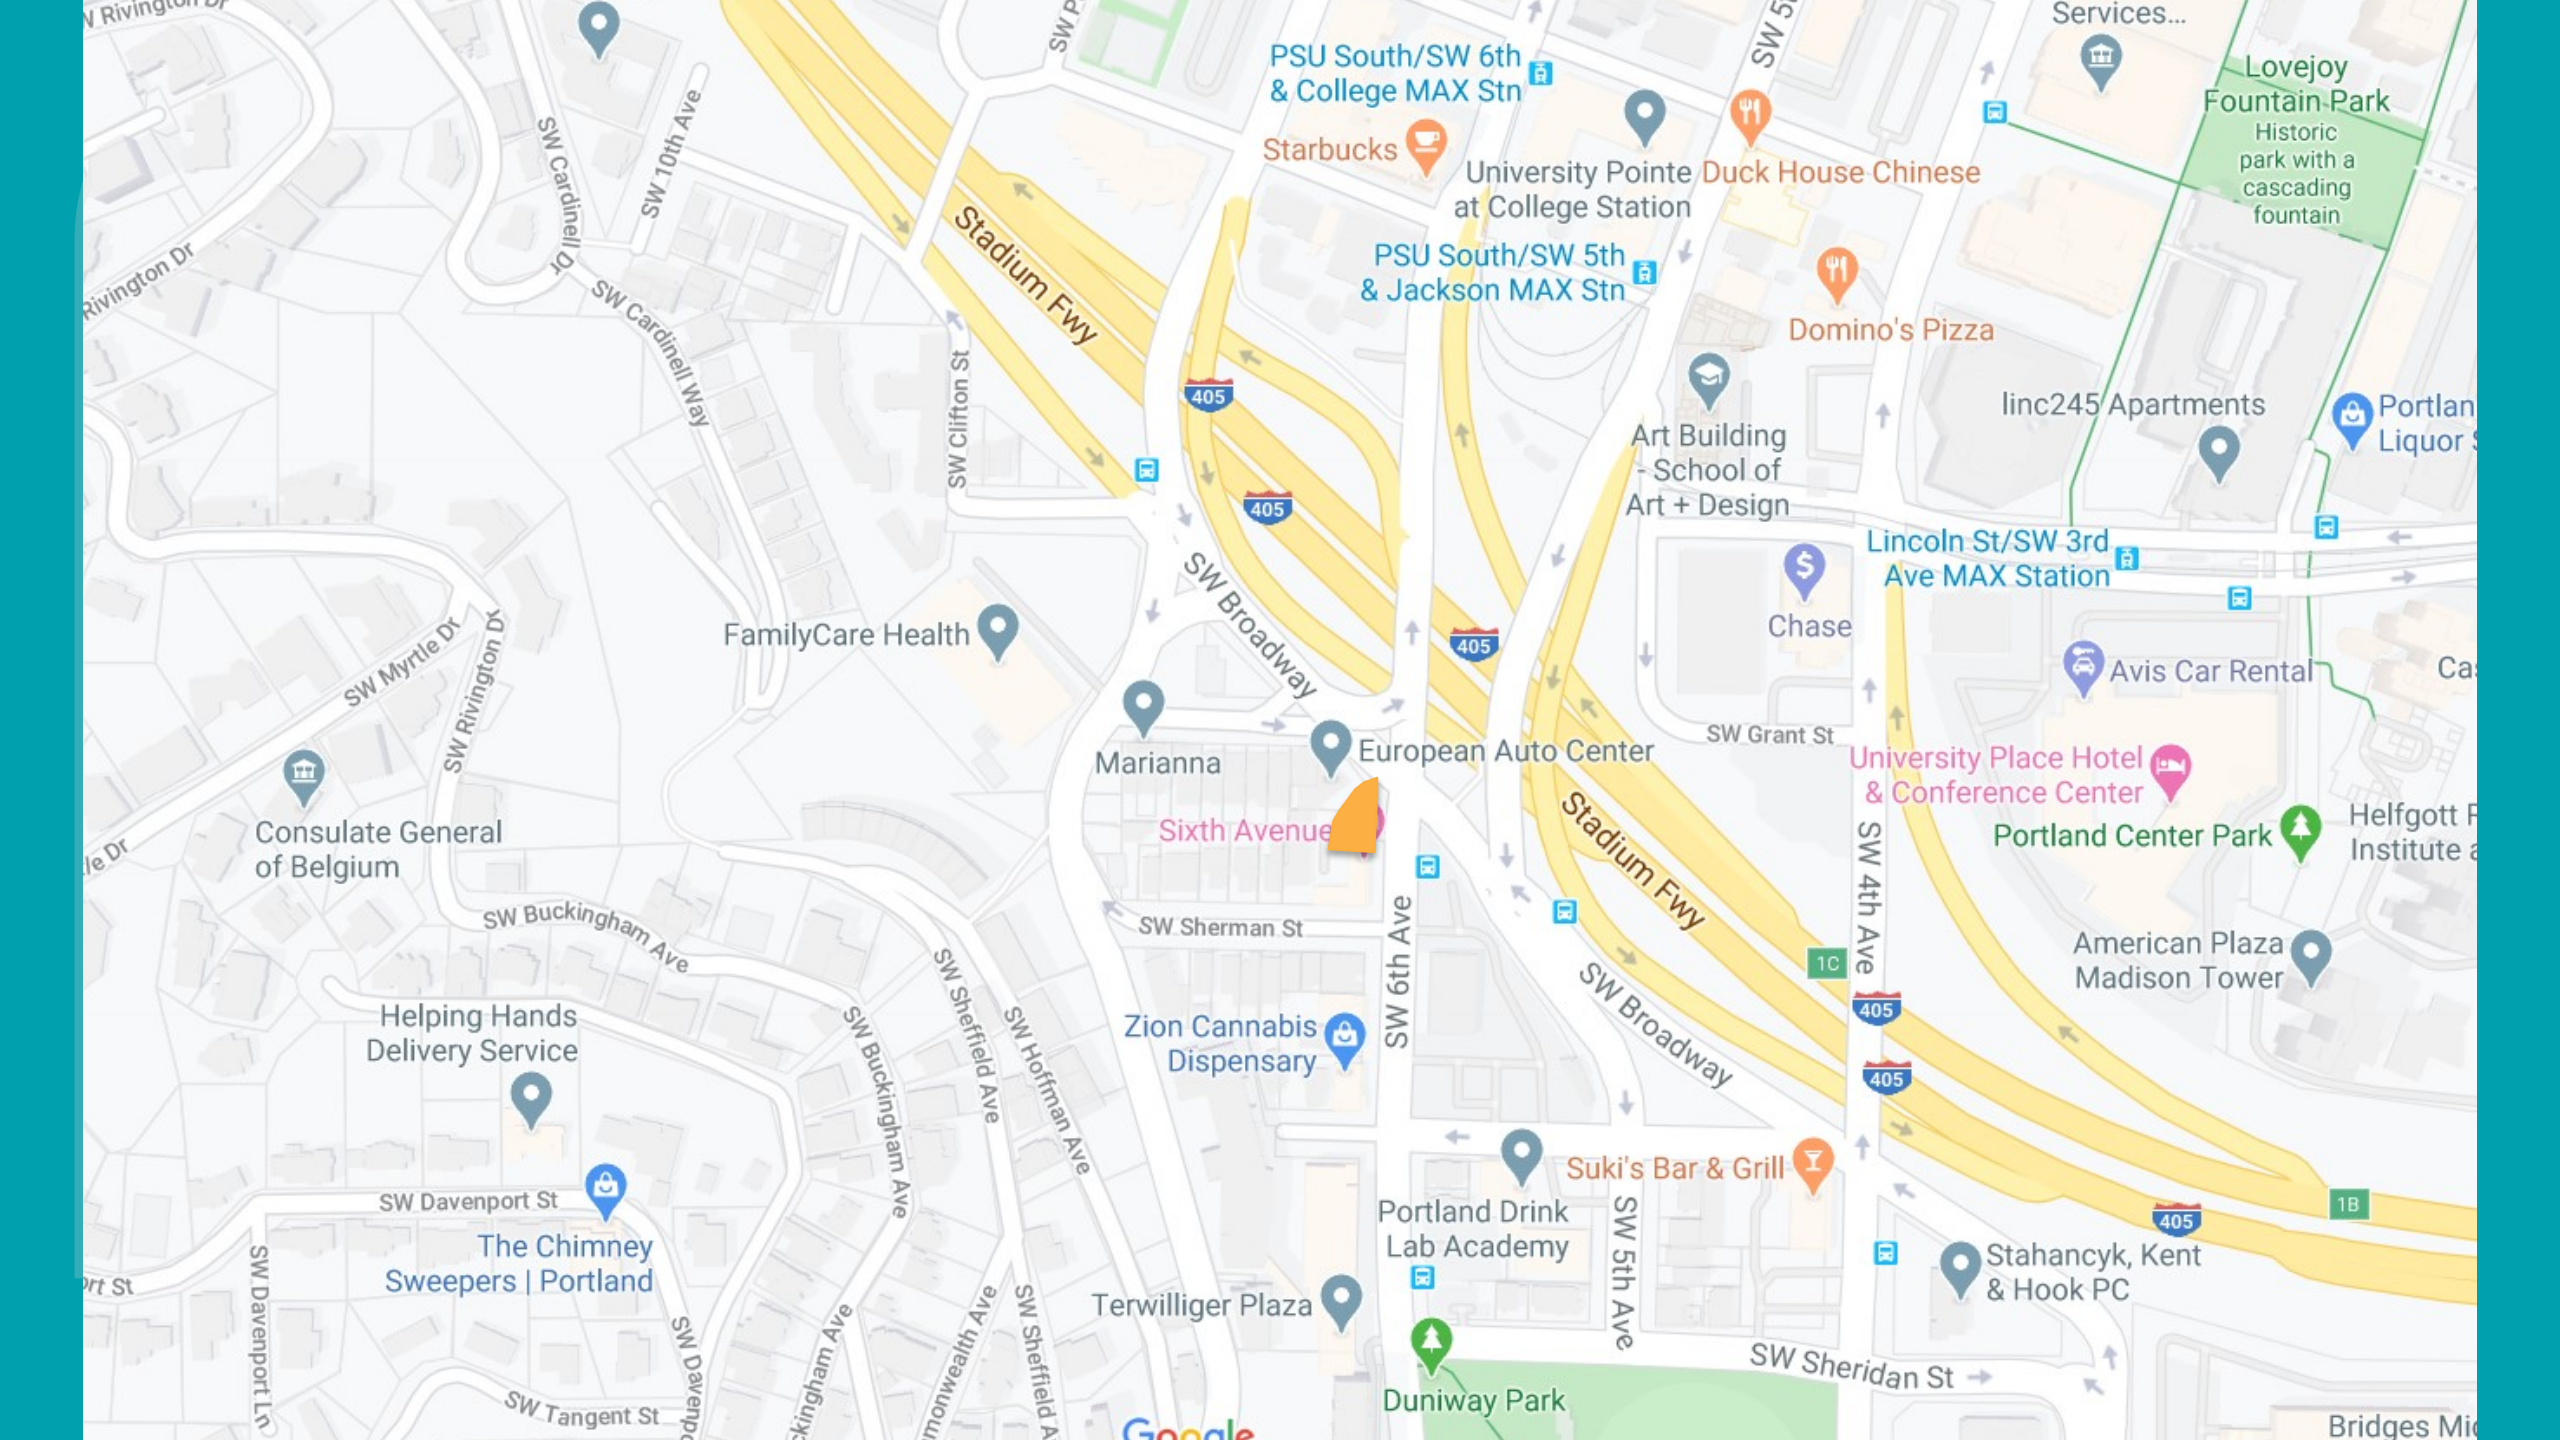 Rivington Dr
SW 10th Ave
SW Cardinell Dr
Rivington Dr
SW Cardinell Way
SW Clifton St
Stadium Fwy
PSU South/SW 6th
& College MAX Stn
Starbucks
University Pointe
at College Station
Duck House Chinese
PSU South/SW 5th
& Jackson MAX Stn
Domino's Pizza
Services...
Lovejoy
Fountain Park
Historic
park with a
cascading
fountain
linc245 Apartments
Portlan
Liquor
405
405
405
Art Building
- School of
Art + Design
Lincoln St/SW 3rd
Ave MAX Station
Chase
Avis Car Rental
SW Grant St
University Place Hotel
& Conference Center
Portland Center Park
Helfgott
Institute
American Plaza
Madison Tower
FamilyCare Health
SW Broadway
Marianna
European Auto Center
Sixth Avenue
SW Myrtle Dr
SW Rivington Dr
Consulate General
of Belgium
SW Buckingham Ave
SW Sherman St
SW 6th Ave
Stadium Fwy
SW 4th Ave
1C
405
405
SW Broadway
Helping Hands
Delivery Service
SW Buckingham Ave
SW Sheffield Ave
SW Hoffman Ave
Zion Cannabis
Dispensary
SW Davenport St
The Chimney
Sweepers | Portland
SW Davenport Ln
Portland Drink
Lab Academy
Suki's Bar & Grill
SW 5th Ave
1B
405
Stahancyk, Kent
& Hook PC
Terwilliger Plaza
Duniway Park
SW Sheridan St
SW Tangent St
Google
Bridges